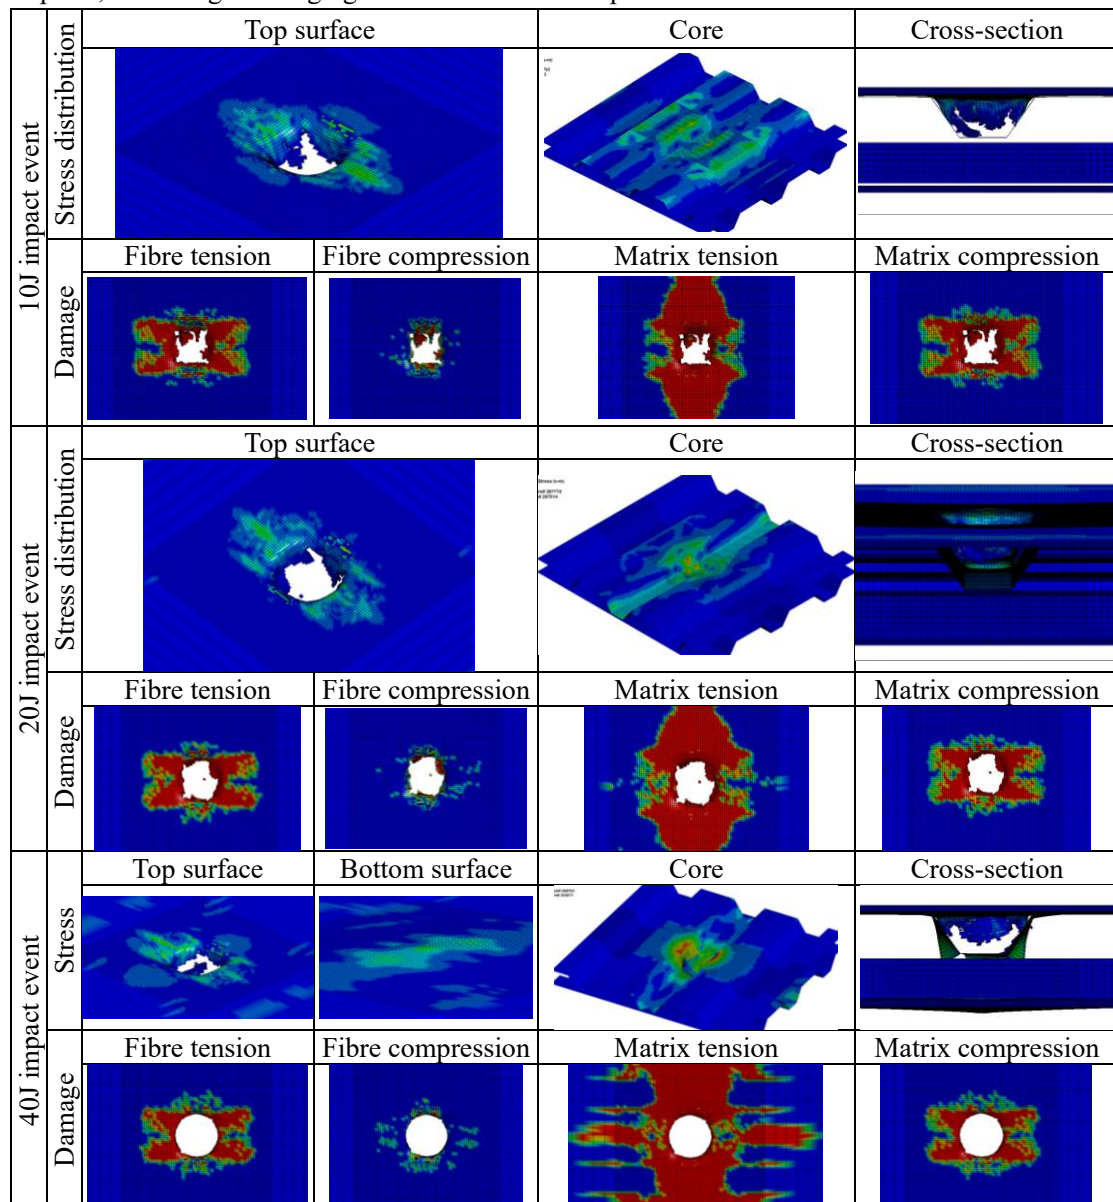 Top surface Core Cross-section
10J impact event
Stress distribution
Fibre tension Fibre compression Matrix tension Matrix compression
Damage
Top surface Core Cross-section
20J impact event
Stress distribution
Fibre tension Fibre compression Matrix tension Matrix compression
Damage
Top surface Bottom surface Core Cross-section
40J impact event
Stress
Fibre tension Fibre compression Matrix tension Matrix compression
Damage